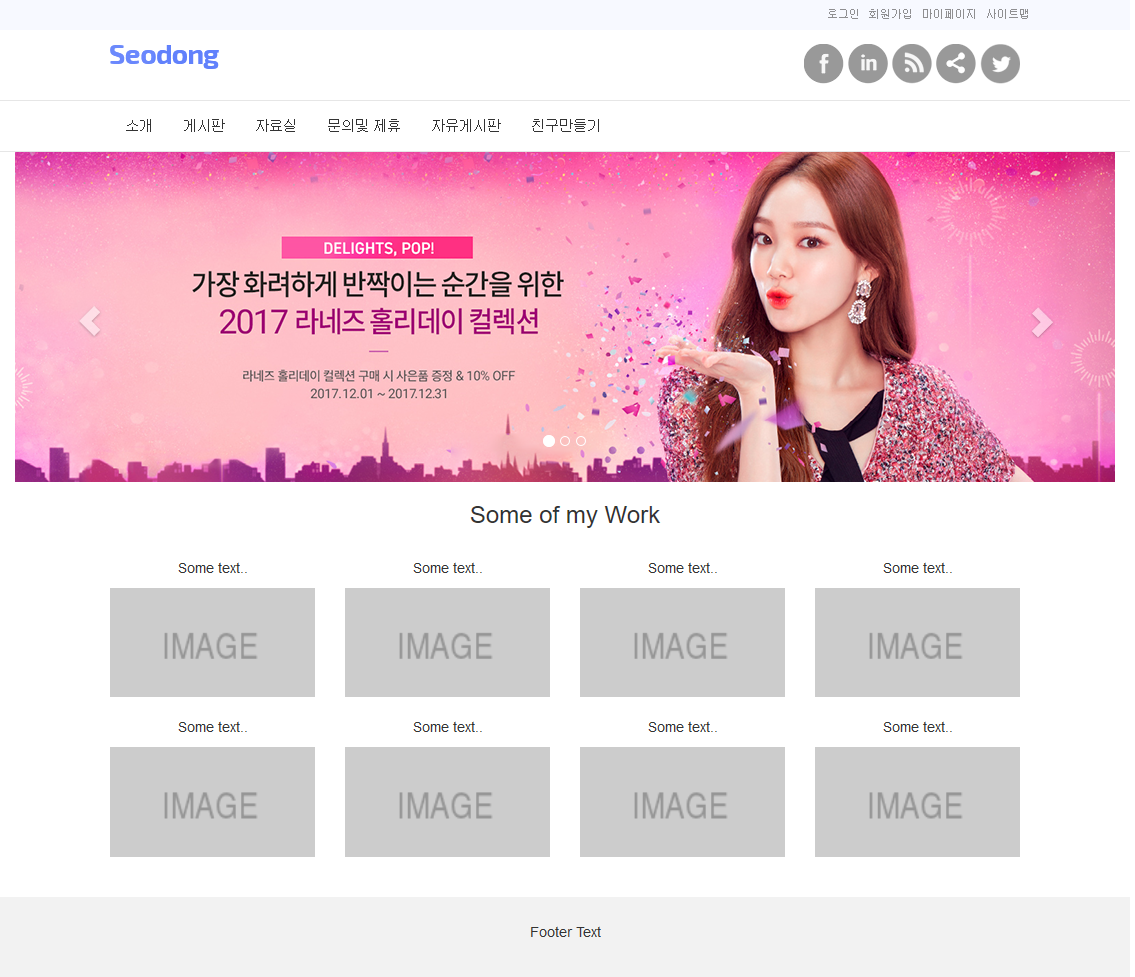 로그인 회원가입 마이페이지 사이트맵
Seodong
소개 게시판 자료실 문의및 제휴 자유게시판 친구만들기
DELIGHTS, POP!
가장 화려하게 반짝이는 순간을 위한
2017 라네즈 홀리데이 컬렉션
라네즈 홀리데이 컬렉션 구매 시 사은품 증정 & 10% OFF
2017.12.01 ~ 2017.12.31
Some of my Work
Some text.. Some text.. Some text.. Some text..
IMAGE IMAGE IMAGE IMAGE
Some text.. Some text.. Some text.. Some text..
IMAGE IMAGE IMAGE IMAGE
Footer Text